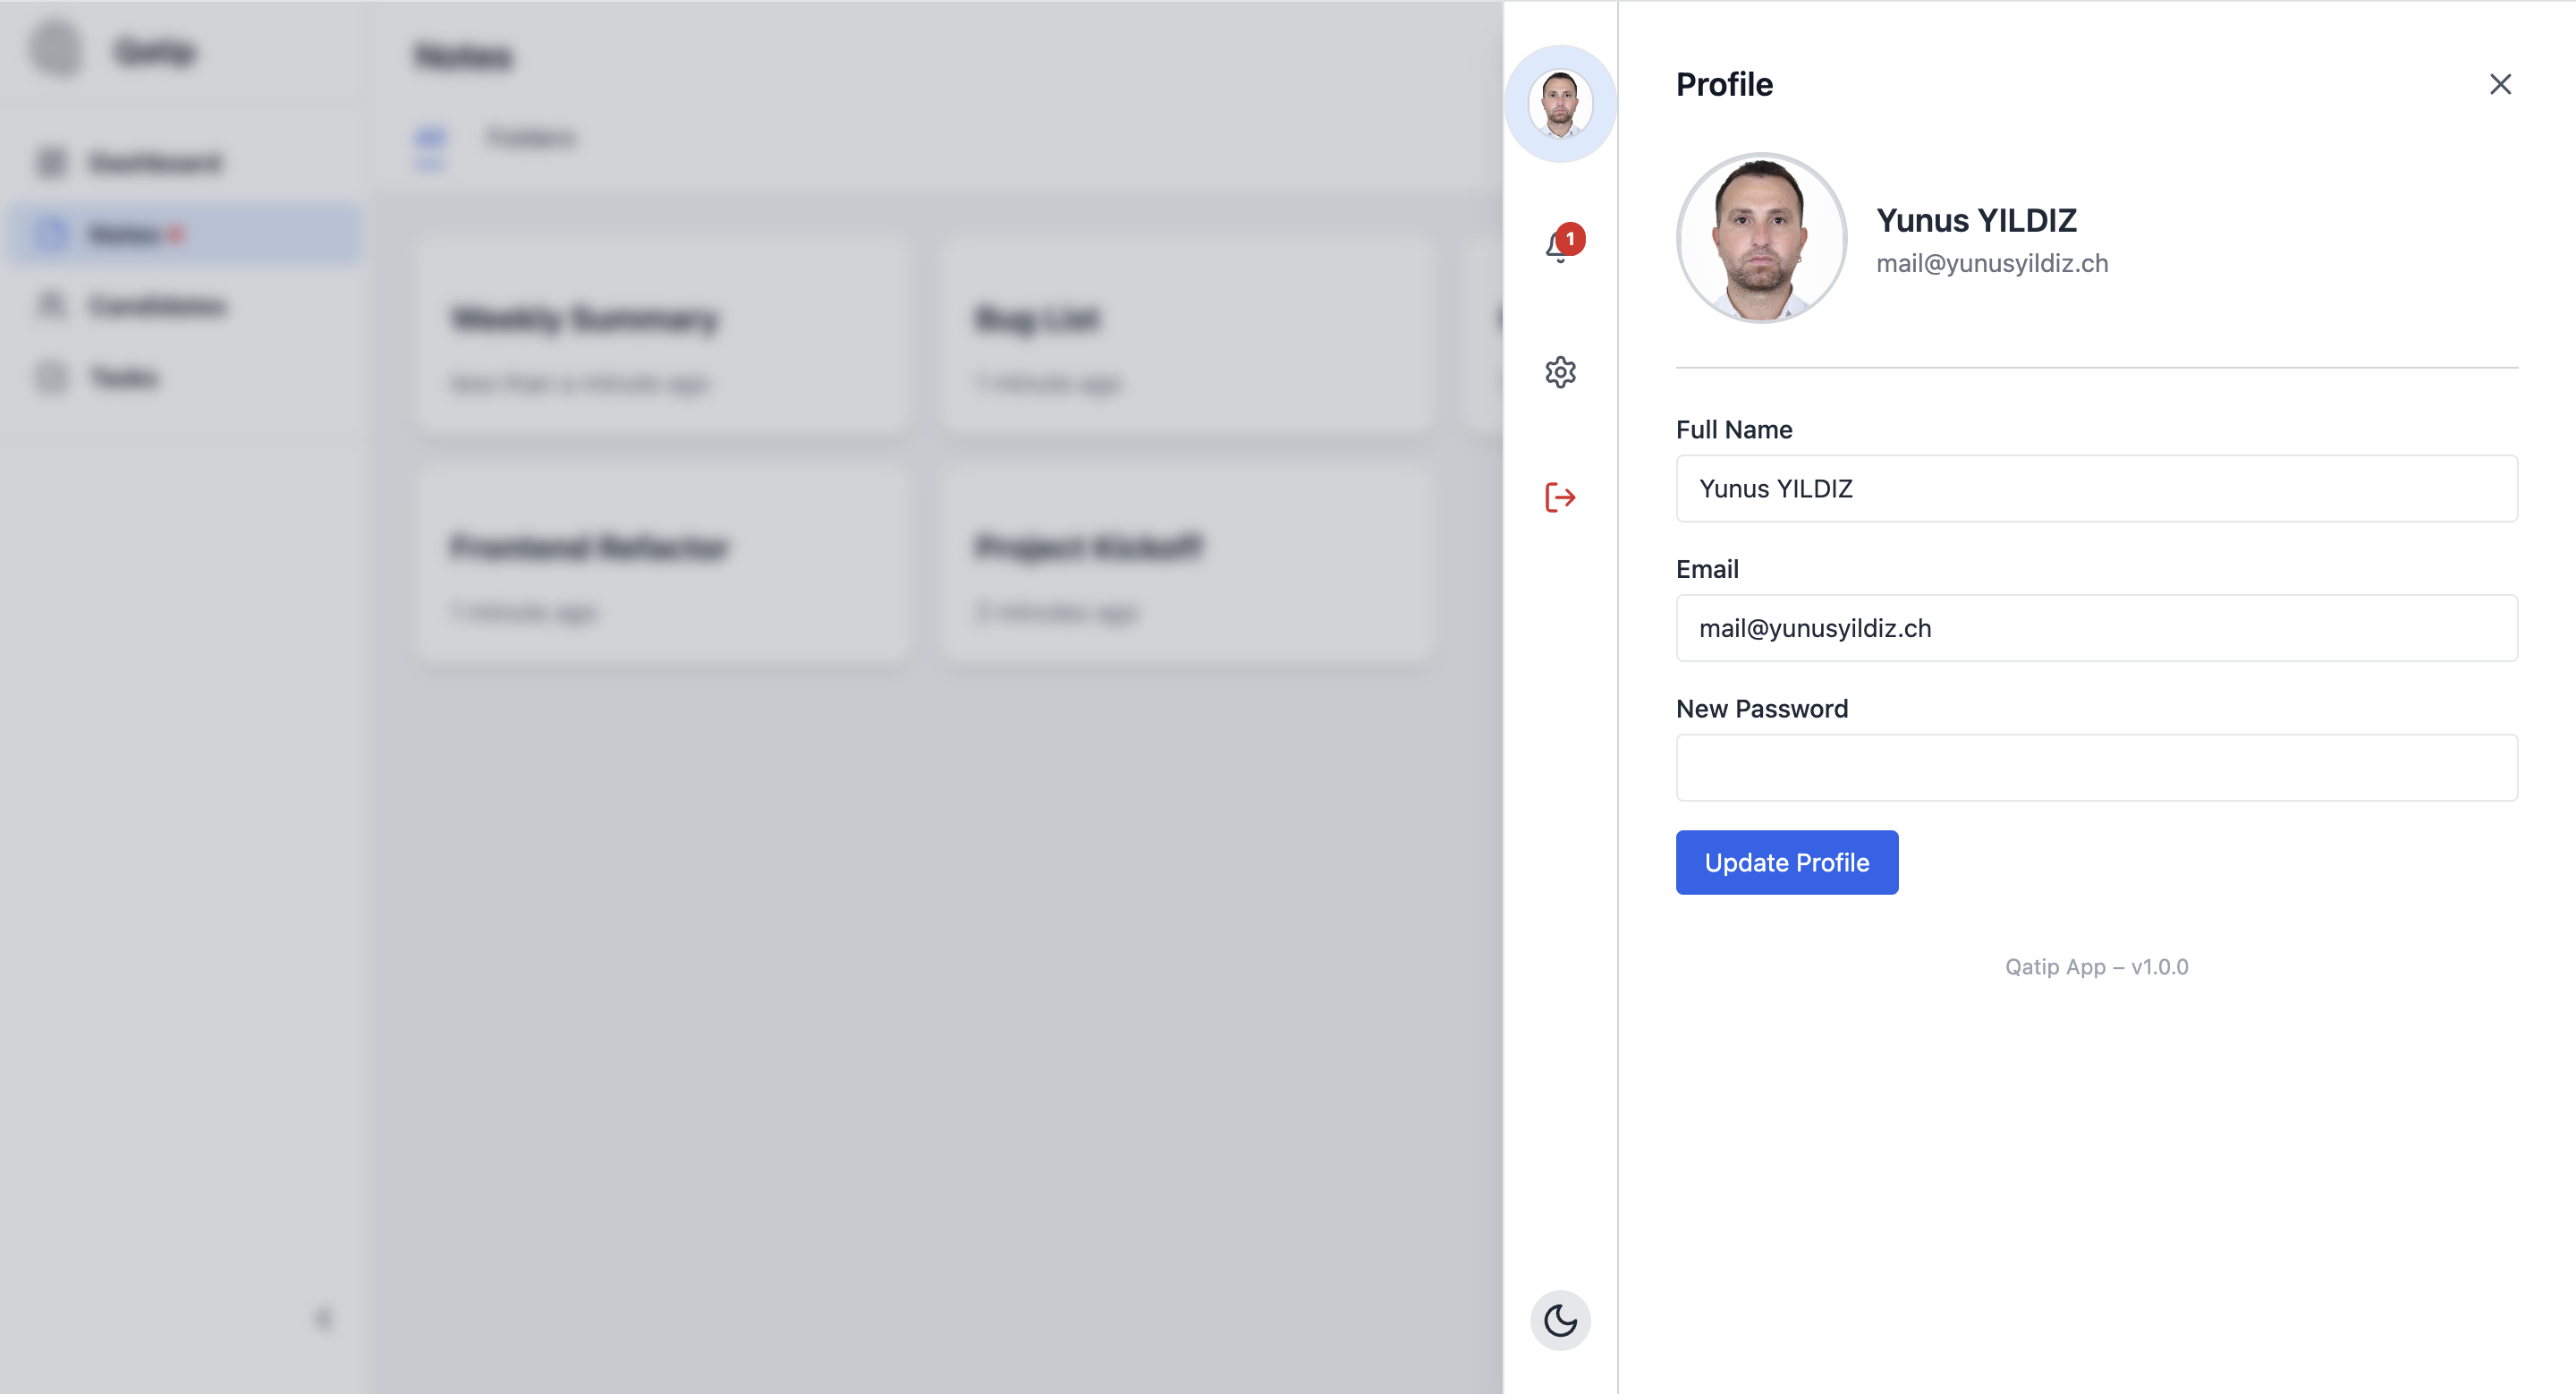 Qatip
Dashboard
Notes
Candidates
Tasks
Notes
All
Folders
Weekly Summary
less than a minute ago
Bug List
1 minute ago
Frontend Refactor
1 minute ago
Project Kickoff
2 minutes ago
1
Profile
Yunus YILDIZ
mail@yunusyildiz.ch
Full Name
Yunus YILDIZ
Email
mail@yunusyildiz.ch
New Password
Update Profile
Qatip App – v1.0.0